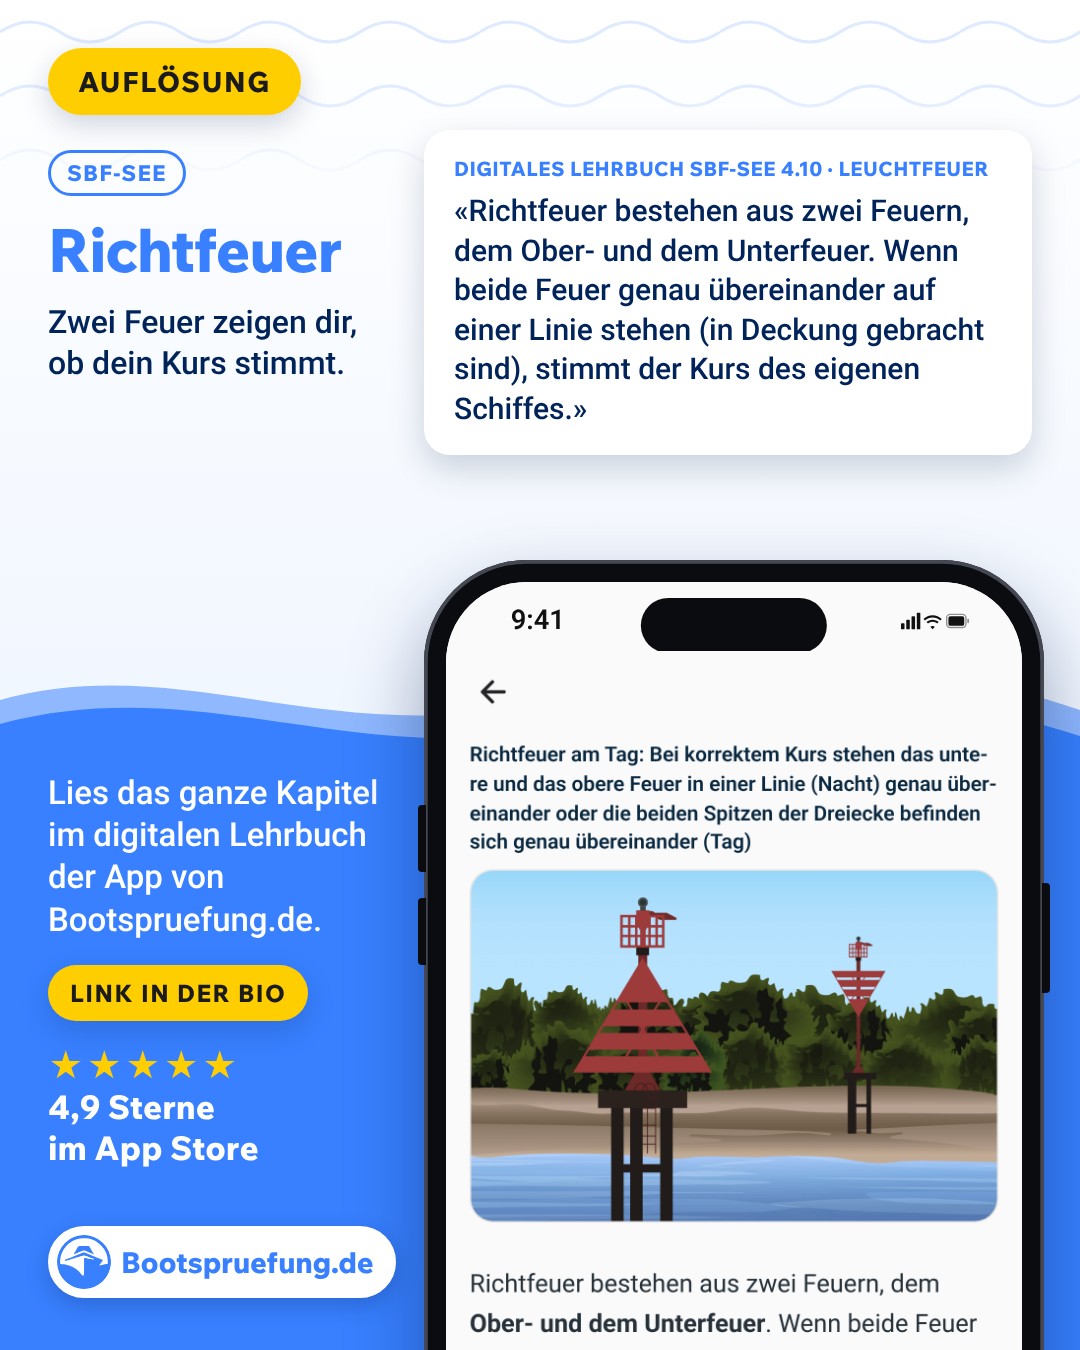 AUFLÖSUNG
SBF-SEE
Richtfeuer
Zwei Feuer zeigen dir,
ob dein Kurs stimmt.
DIGITALES LEHRBUCH SBF-SEE 4.10 · LEUCHTFEUER
«Richtfeuer bestehen aus zwei Feuern,
dem Ober- und dem Unterfeuer. Wenn
beide Feuer genau übereinander auf
einer Linie stehen (in Deckung gebracht
sind), stimmt der Kurs des eigenen
Schiffes.»
Lies das ganze Kapitel
im digitalen Lehrbuch
der App von
Bootspruefung.de.
LINK IN DER BIO
4,9 Sterne
im App Store
Bootspruefung.de
9:41
Richtfeuer am Tag: Bei korrektem Kurs stehen das unte-
re und das obere Feuer in einer Linie (Nacht) genau über-
einander oder die beiden Spitzen der Dreiecke befinden
sich genau übereinander (Tag)
Richtfeuer bestehen aus zwei Feuern, dem
Ober- und dem Unterfeuer. Wenn beide Feuer